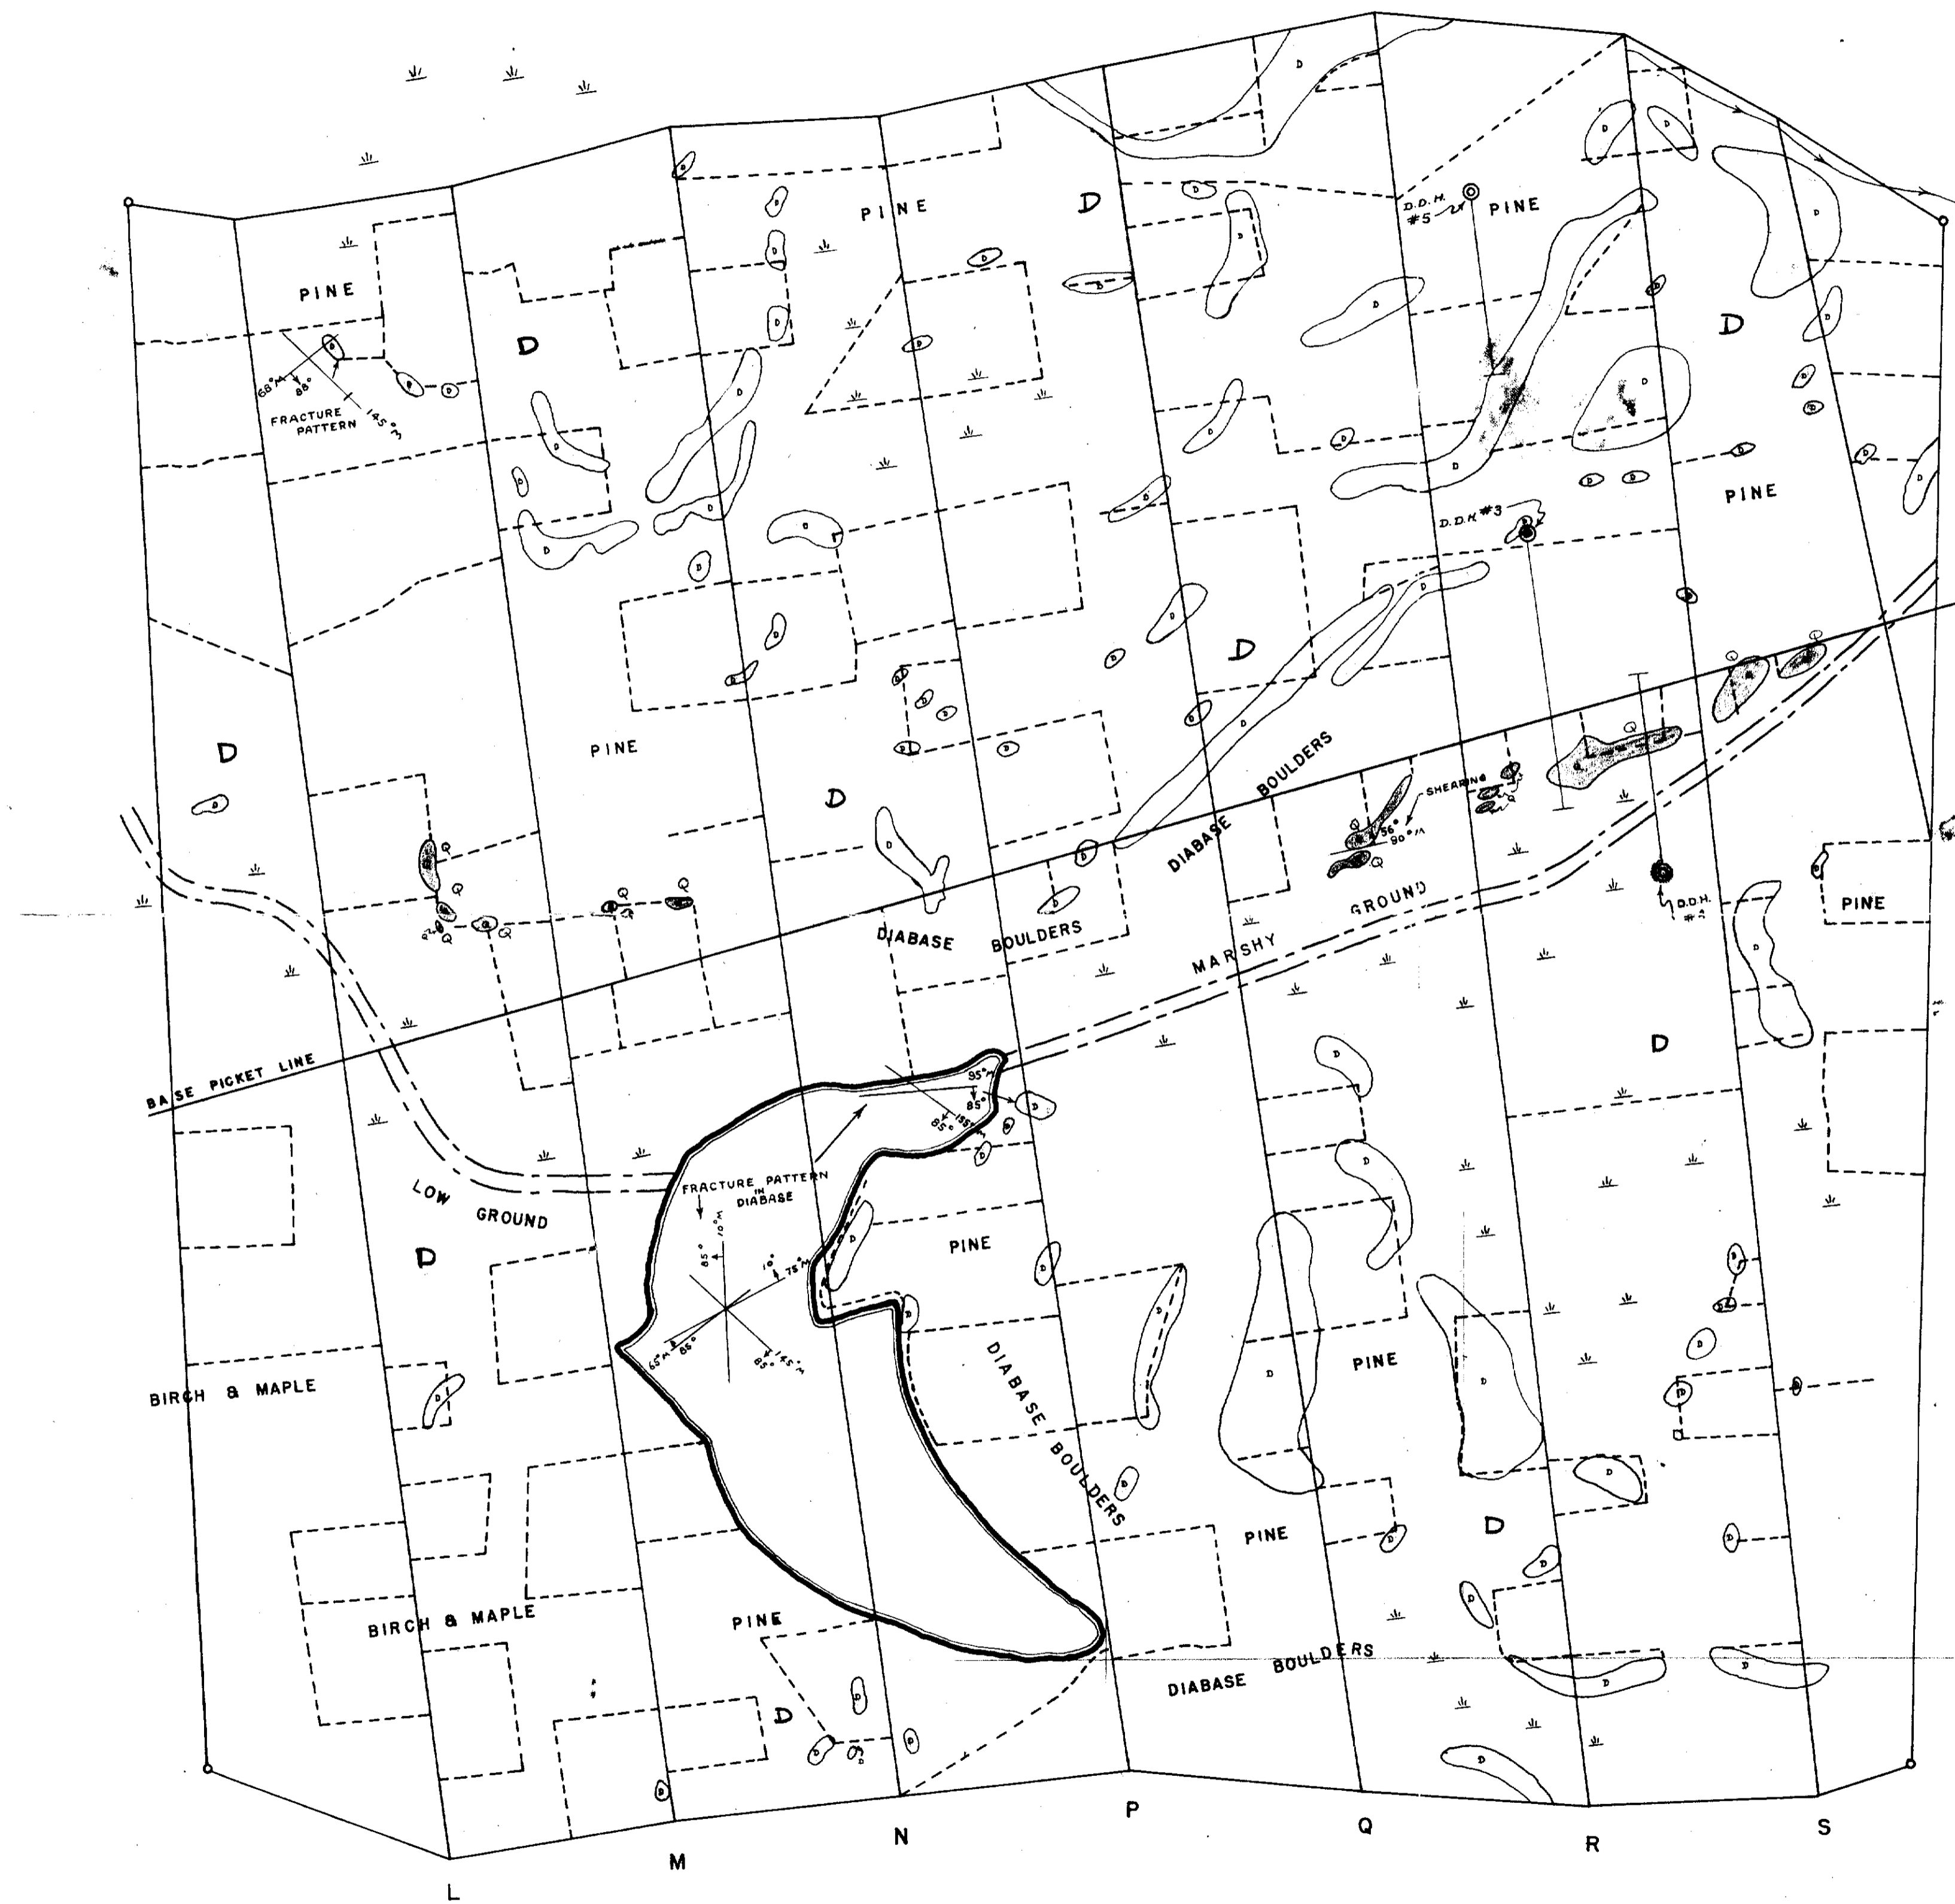 PINE
D
D.D.H.
#5
PINE
PINE
D
D
68°M
88°
FRACTURE
PATTERN
145°M
PINE
D.D.H. #3
D
D
PINE
D
BOULDERS
DIABASE
SHEARING
56°
90°M
Q
Q
Q
Q
Q
Q
Q
Q
Q
Q
Q
GROUND
D.D.H.
PINE
DIABASE BOULDERS
MARSHY
D
BASE PICKET LINE
95°M
85°
85°
155°M
FRACTURE PATTERN
IN
DIABASE
LOW
GROUND
10°M
85°
10°
75°M
PINE
D
65°M
85°
85°
145°M
DIABASE BOULDERS
PINE
BIRCH & MAPLE
PINE
D
BIRCH & MAPLE
PINE
DIABASE BOULDERS
D
L
M
N
P
Q
R
S